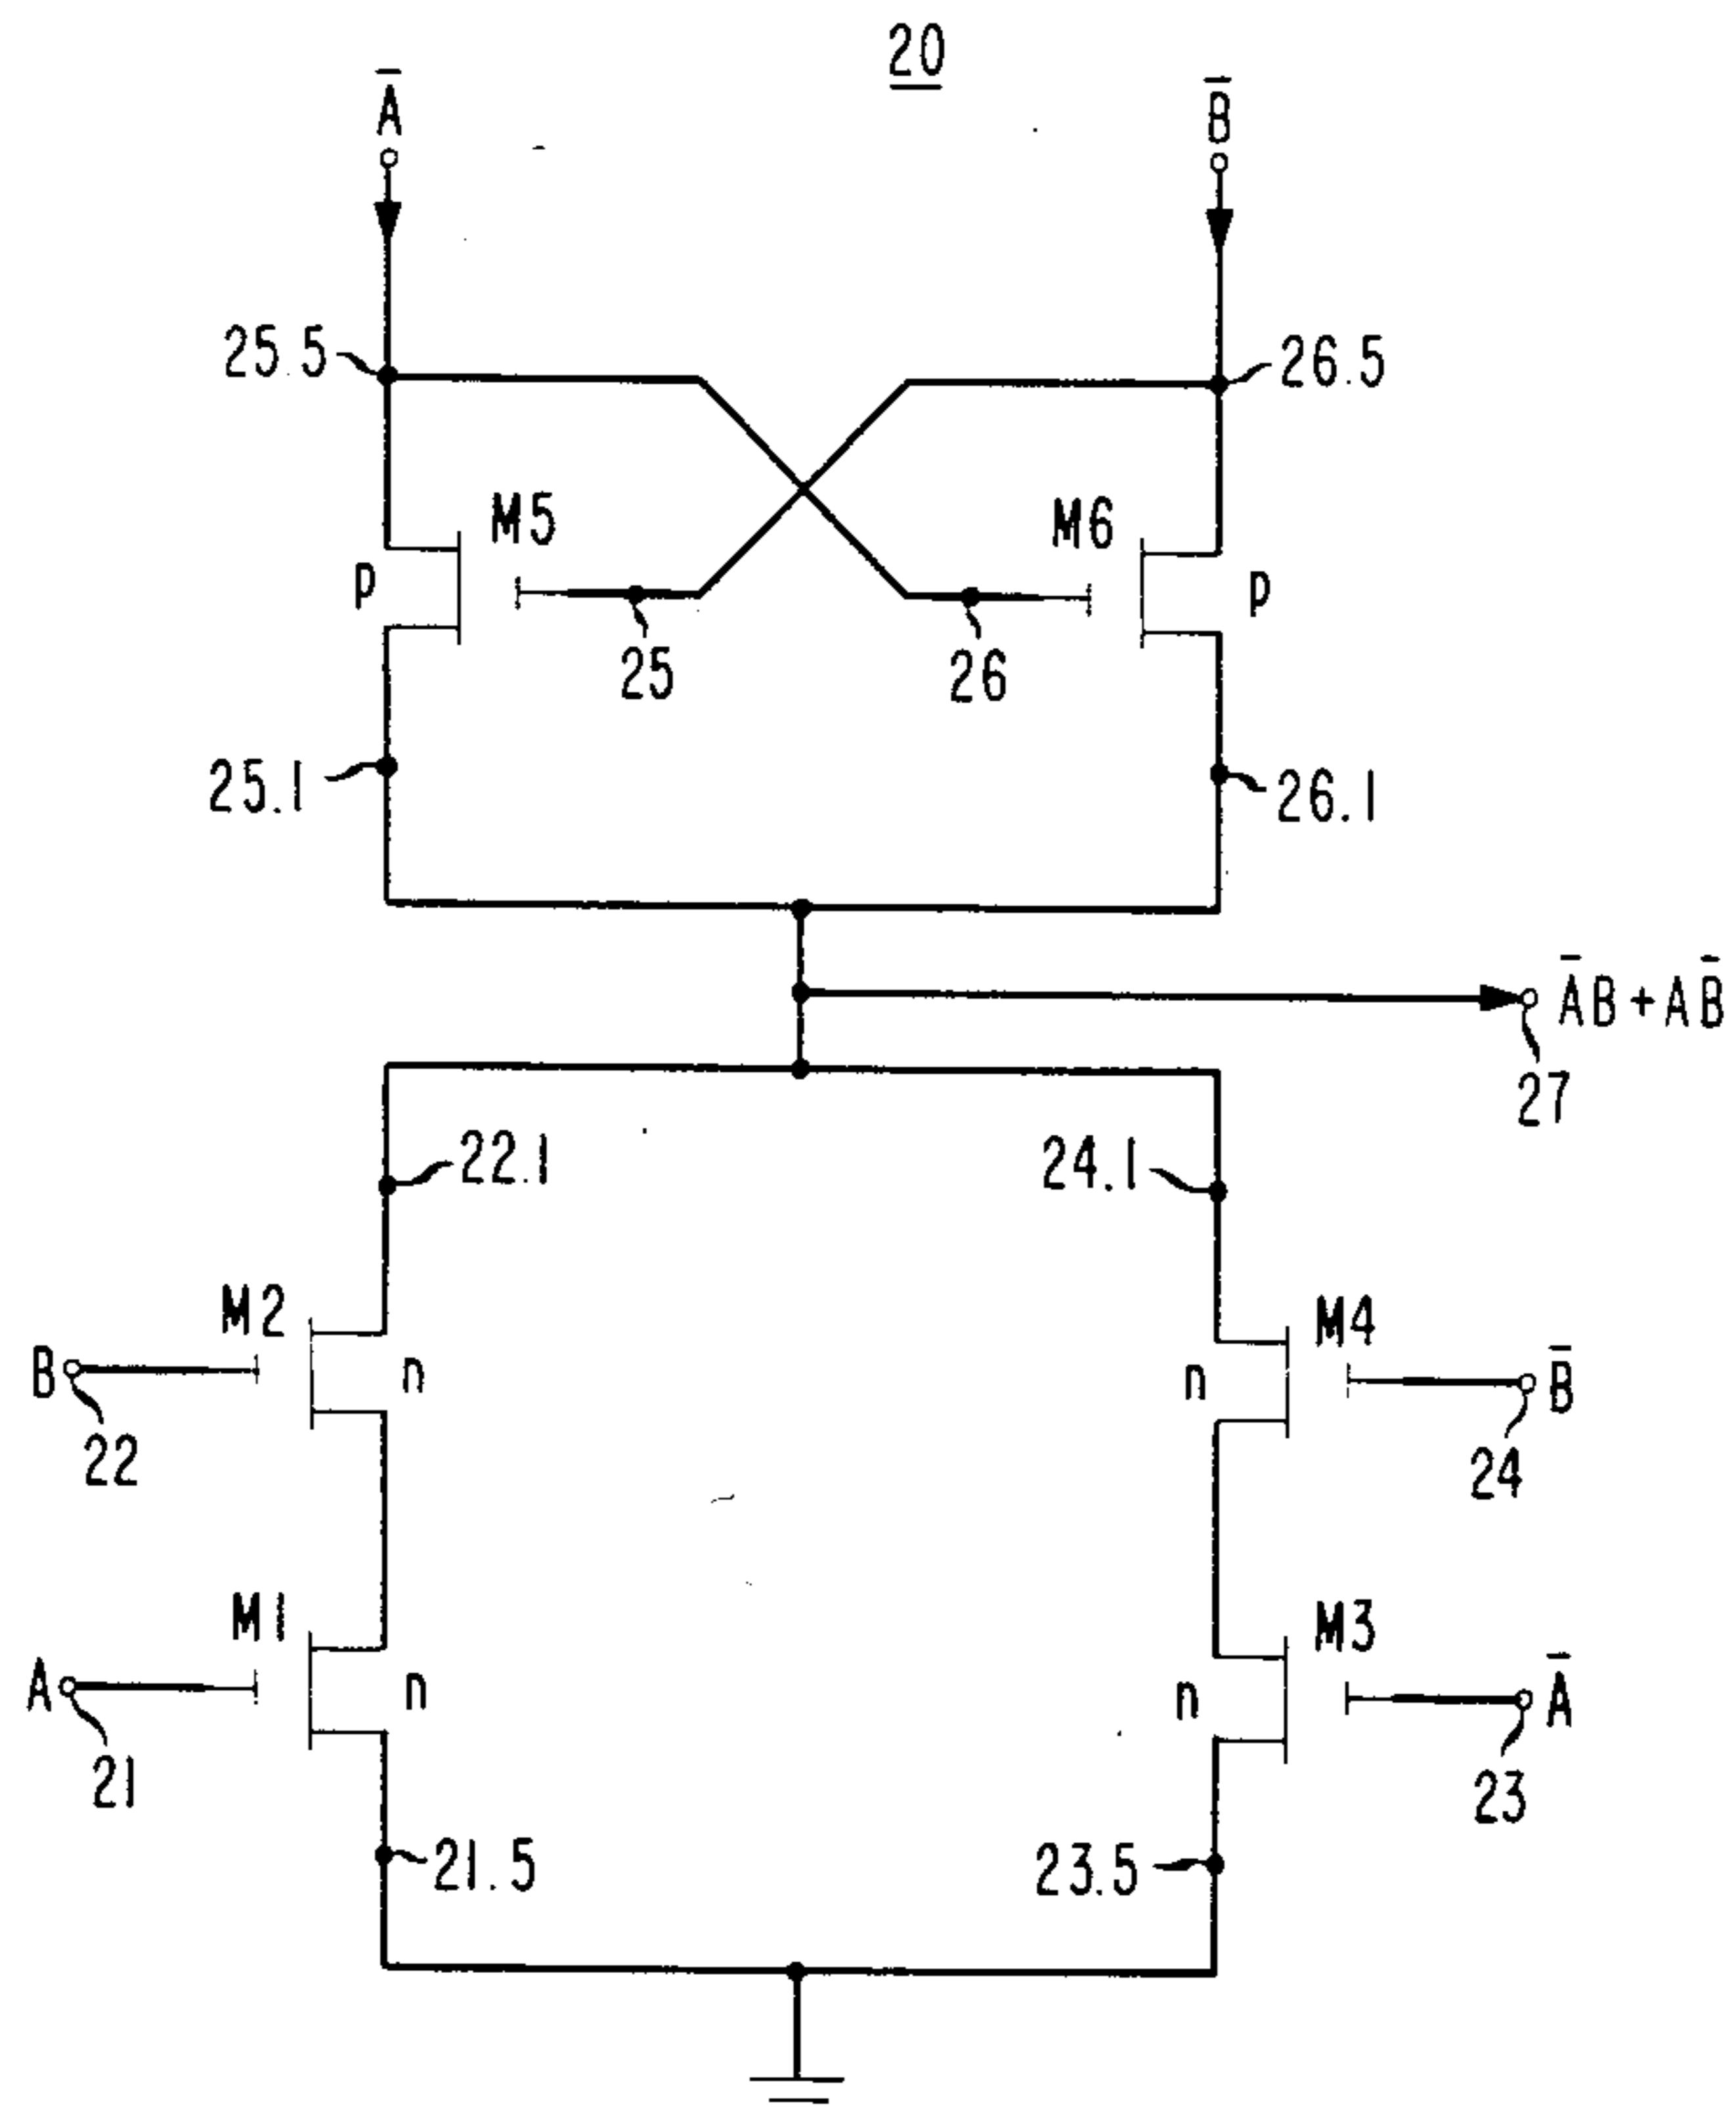 20
A̅ B̅
25.5 26.5
M5 M6
p p
25 26
25.1 26.1
A̅B+AB̅
27
22.1 24.1
M2 M4
B n n B̅
22 24
M1 M3
A n n A̅
21 23
21.5 23.5